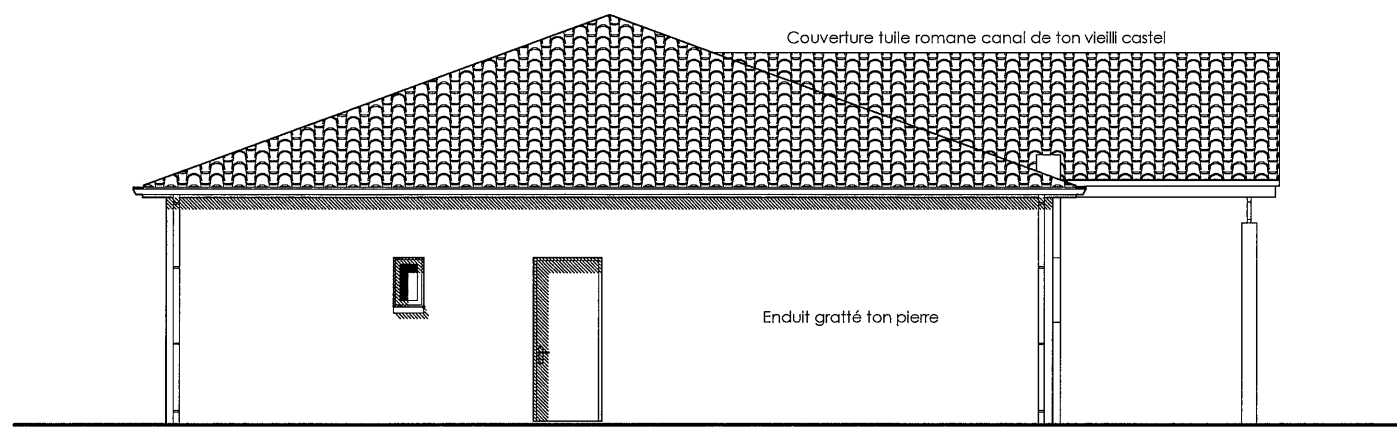 Couverture tuile romane canal de ton vieilli castel
Enduit gratté ton pierre